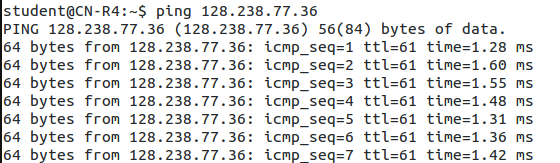 student@CN-R4:~$ ping 128.238.77.36
PING 128.238.77.36 (128.238.77.36) 56(84) bytes of data.
64 bytes from 128.238.77.36: icmp_seq=1 ttl=61 time=1.28 ms
64 bytes from 128.238.77.36: icmp_seq=2 ttl=61 time=1.60 ms
64 bytes from 128.238.77.36: icmp_seq=3 ttl=61 time=1.55 ms
64 bytes from 128.238.77.36: icmp_seq=4 ttl=61 time=1.48 ms
64 bytes from 128.238.77.36: icmp_seq=5 ttl=61 time=1.31 ms
64 bytes from 128.238.77.36: icmp_seq=6 ttl=61 time=1.36 ms
64 bytes from 128.238.77.36: icmp_seq=7 ttl=61 time=1.42 ms